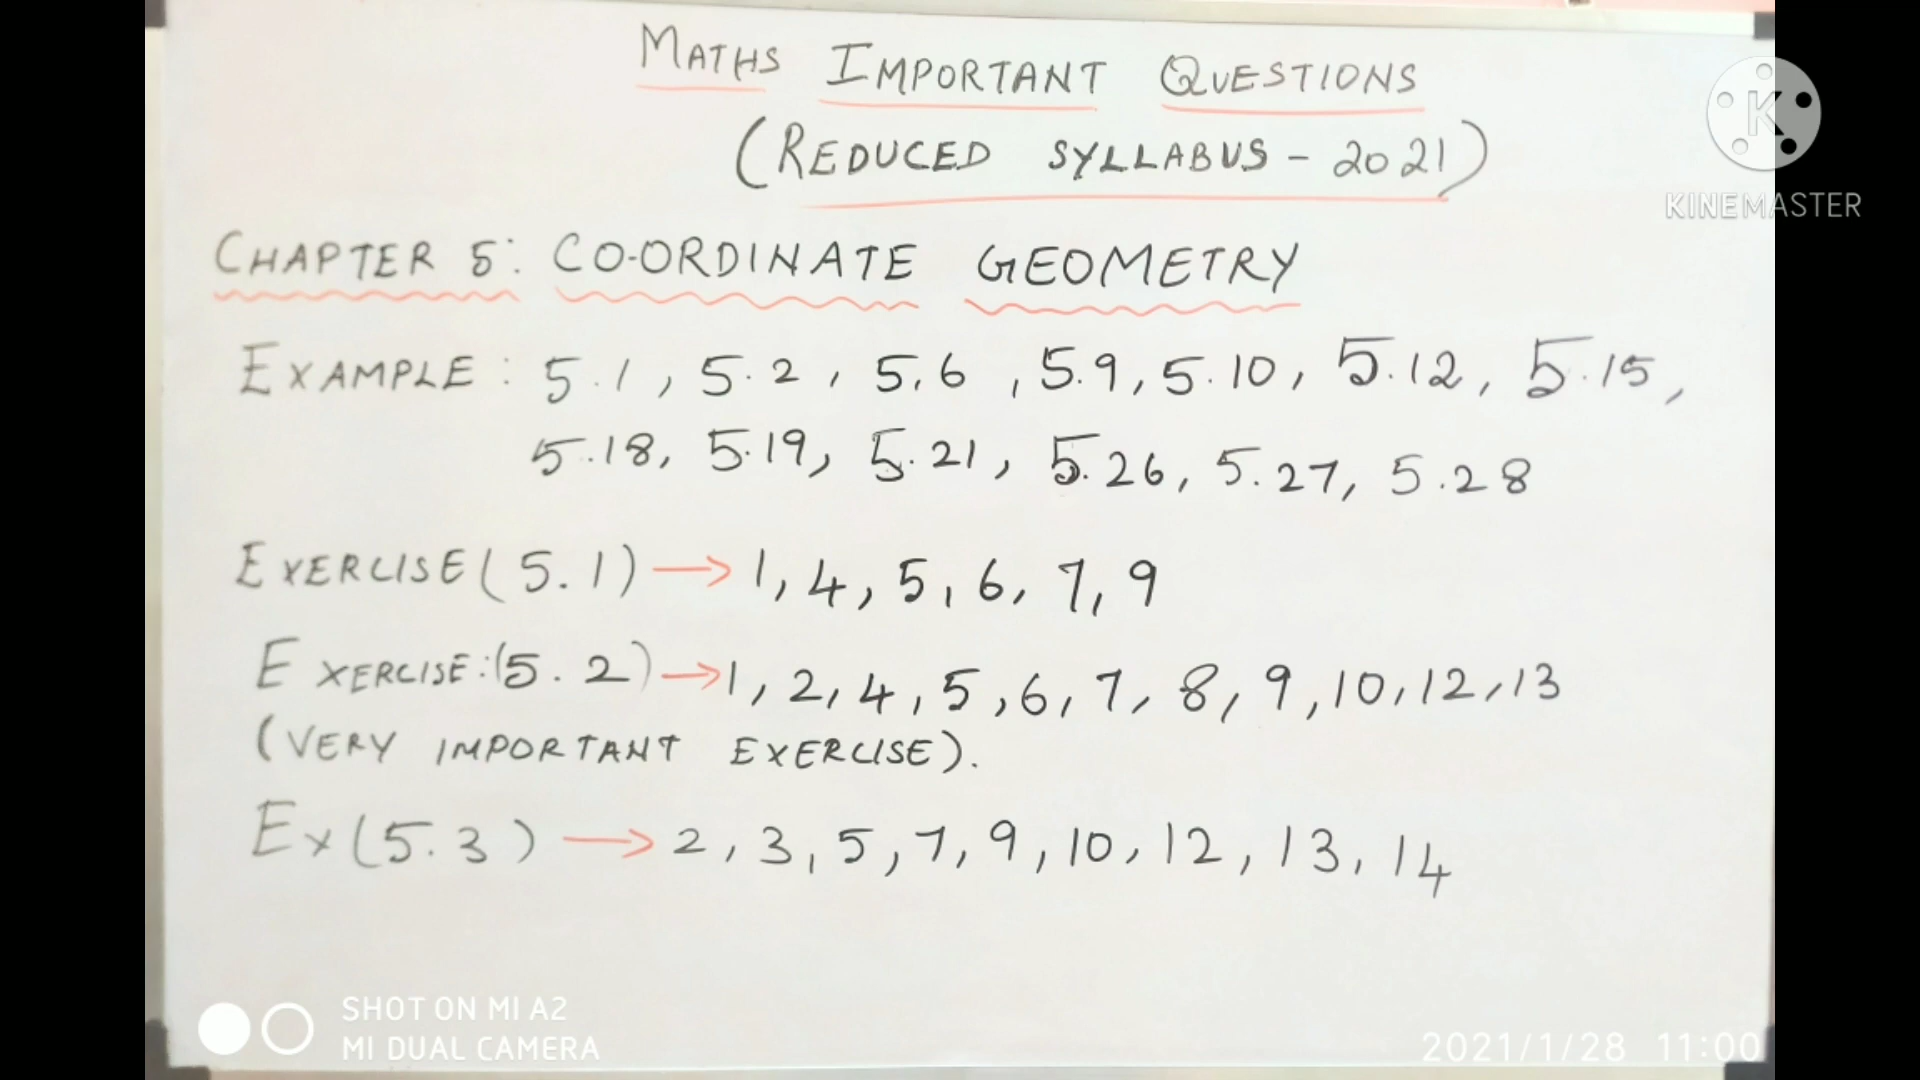 MATHS IMPORTANT QUESTIONS
(REDUCED SYLLABUS - 2021)
K
KINEMASTER
CHAPTER 5: CO-ORDINATE GEOMETRY
EXAMPLE: 5.1, 5.2, 5.6, 5.9, 5.10, 5.12, 5.15,
5.18, 5.19, 5.21, 5.26, 5.27, 5.28
EXERCISE (5.1) → 1, 4, 5, 6, 7, 9
EXERCISE:(5.2) → 1, 2, 4, 5, 6, 7, 8, 9, 10, 12, 13
(VERY IMPORTANT EXERCISE).
Ex (5.3) → 2, 3, 5, 7, 9, 10, 12, 13, 14
SHOT ON MI A2
MI DUAL CAMERA
2021/1/28 11:00